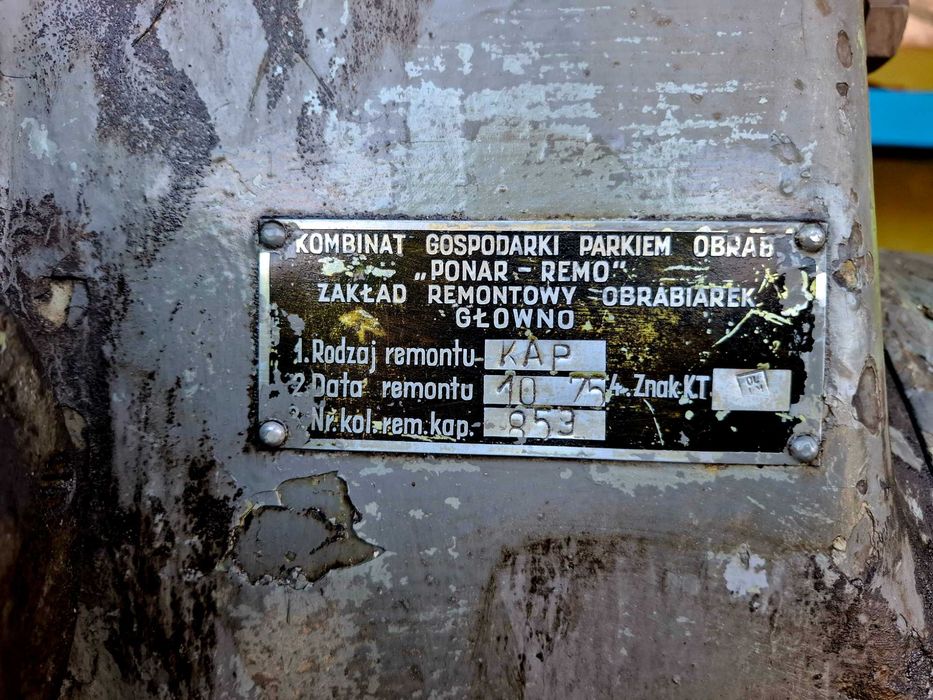 KOMBINAT GOSPODARKI PARKIEM OBRAB.
„PONAR - REMO"
ZAKŁAD REMONTOWY OBRABIAREK
GŁOWNO
1. Rodzaj remontu KAP
2. Data remontu 10 75 4. Znak KT
3. Nr. kol. rem. kap. 853